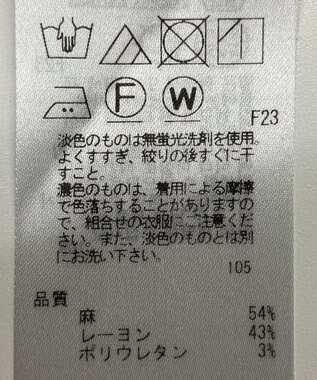 F W
F23
淡色のものは無蛍光洗剤を使用。
よくすすぎ、絞りの後すぐに干
すこと。
濃色のものは、着用による摩擦
で色落ちすることがありますの
で、組合せの衣服にご注意くださ
い。また、淡色のものとは別
にお洗い下さい。
105
品質
麻 54%
レーヨン 43%
ポリウレタン 3%